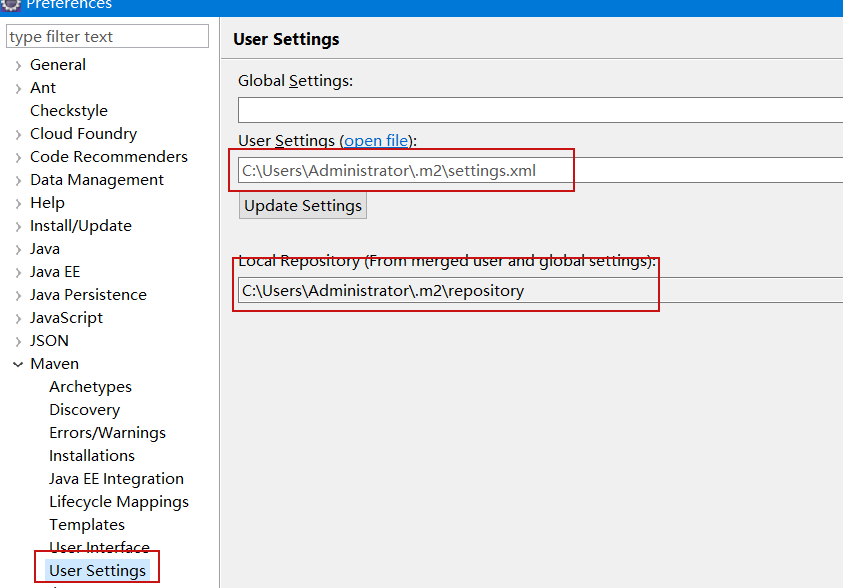 Preferences
type filter text
General
Ant
Checkstyle
Cloud Foundry
Code Recommenders
Data Management
Help
Install/Update
Java
Java EE
Java Persistence
JavaScript
JSON
Maven
Archetypes
Discovery
Errors/Warnings
Installations
Java EE Integration
Lifecycle Mappings
Templates
User Interface
User Settings
User Settings
Global Settings:
User Settings (open file):
C:\Users\Administrator\.m2\settings.xml
Update Settings
Local Repository (From merged user and global settings):
C:\Users\Administrator\.m2\repository